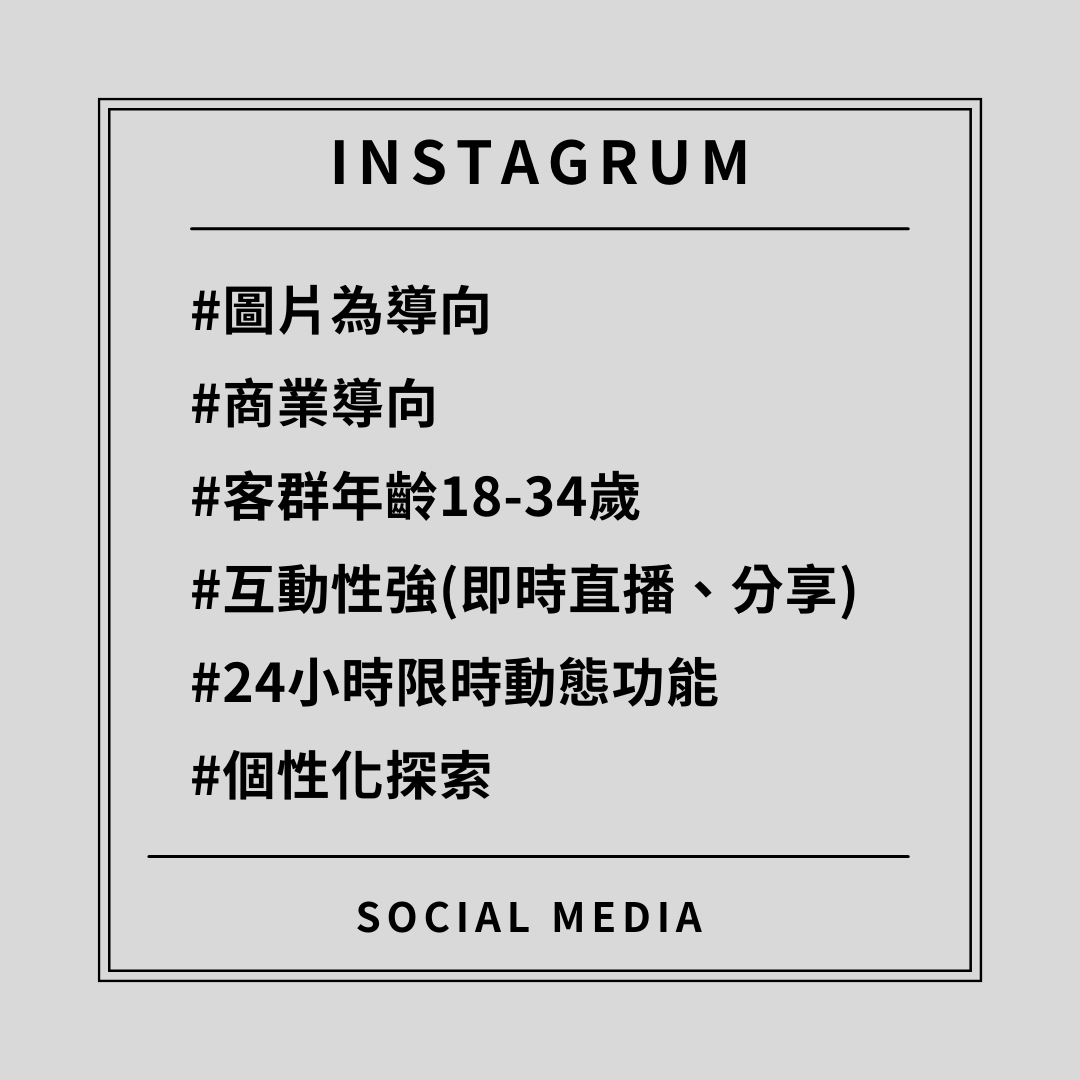 INSTAGRUM
#圖片為導向
#商業導向
#客群年齡18-34歲
#互動性強(即時直播、分享)
#24小時限時動態功能
#個性化探索
SOCIAL MEDIA